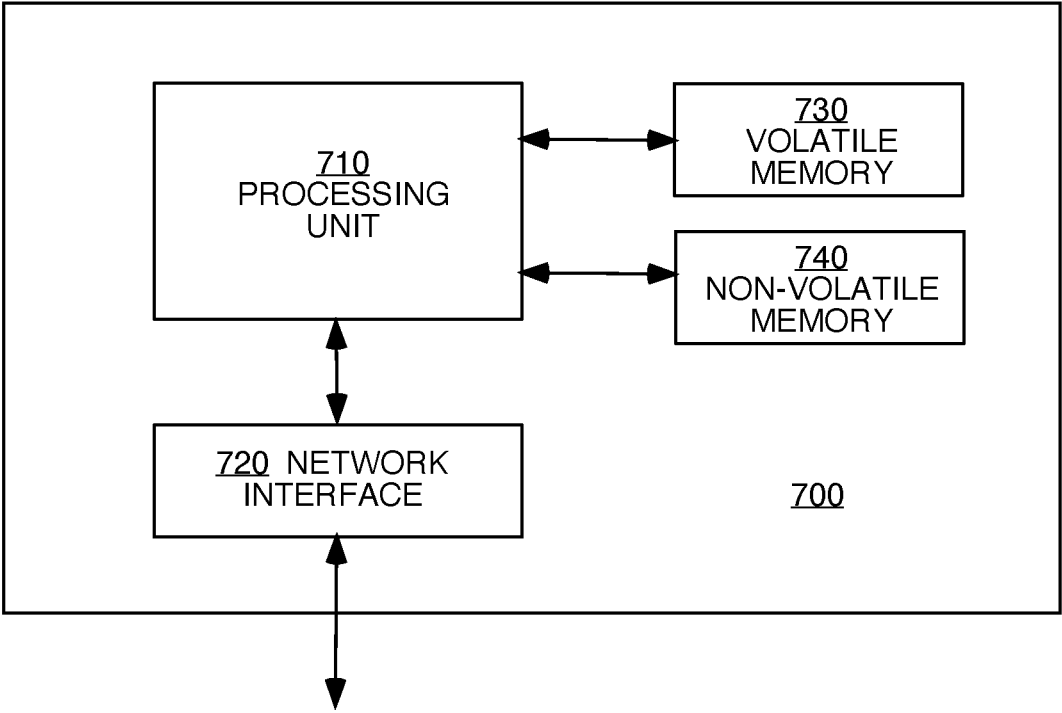 710
PROCESSING
UNIT
730
VOLATILE
MEMORY
740
NON-VOLATILE
MEMORY
720 NETWORK
INTERFACE
700